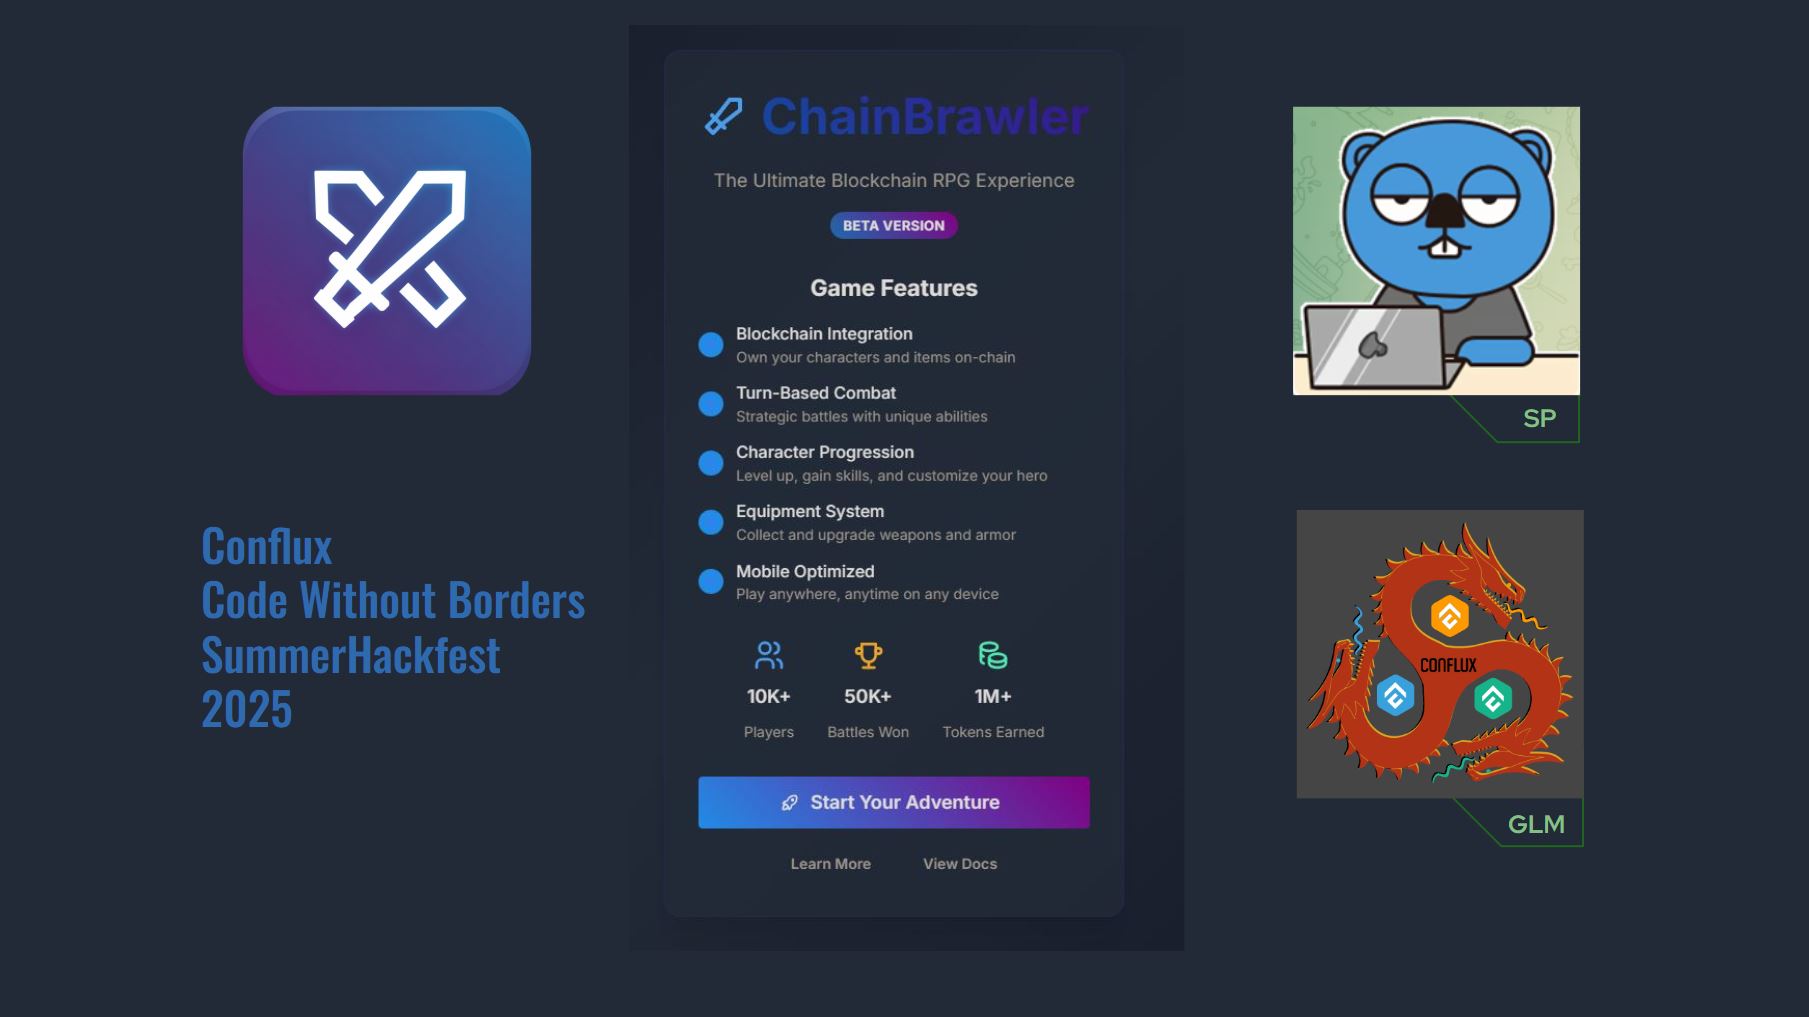 Conflux
Code Without Borders
SummerHackfest
2025
ChainBrawler
The Ultimate Blockchain RPG Experience
BETA VERSION
Game Features
Blockchain Integration
Own your characters and items on-chain
Turn-Based Combat
Strategic battles with unique abilities
Character Progression
Level up, gain skills, and customize your hero
Equipment System
Collect and upgrade weapons and armor
Mobile Optimized
Play anywhere, anytime on any device
10K+ 50K+ 1M+
Players Battles Won Tokens Earned
Start Your Adventure
Learn More View Docs
SP
CONFLUX
GLM